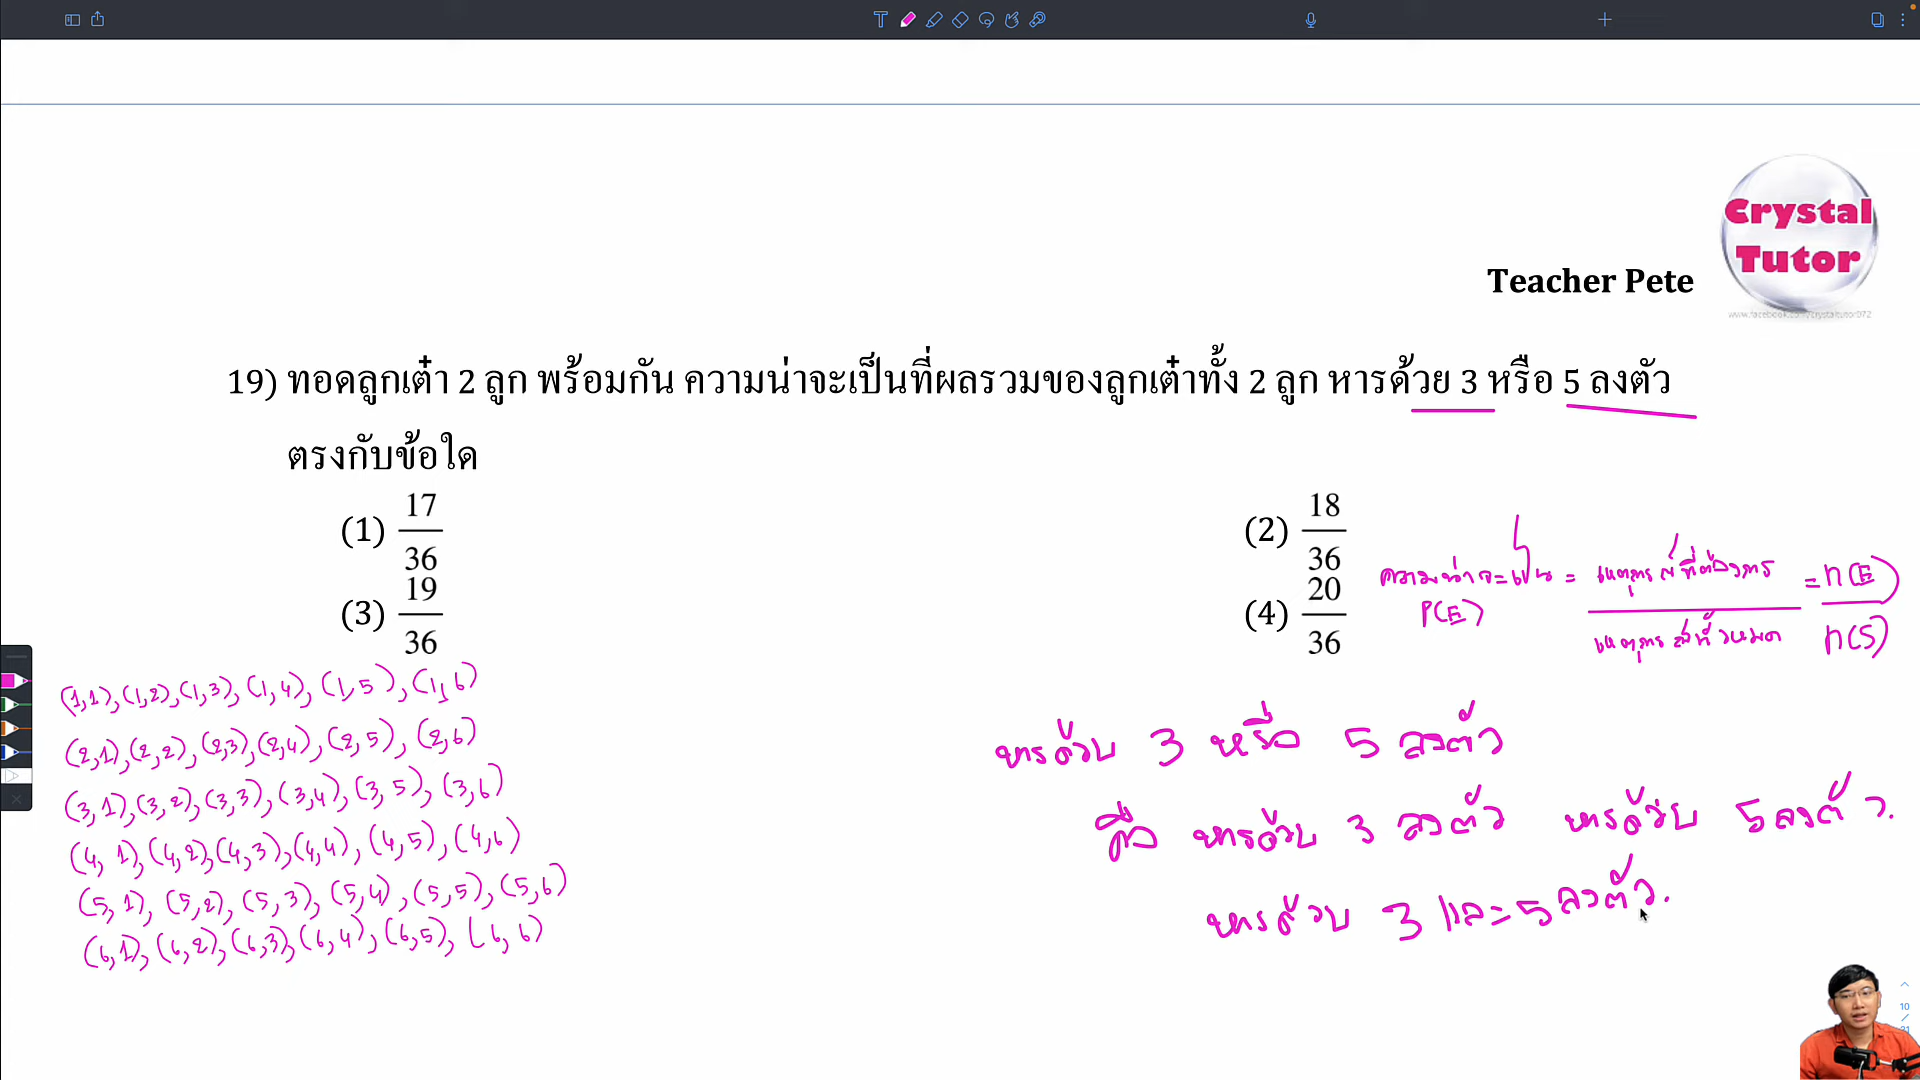 Crystal
Tutor
www.facebook.com/crystaltutor072
Teacher Pete
19) ทอดลูกเต๋า 2 ลูก พร้อมกัน ความน่าจะเป็นที่ผลรวมของลูกเต๋าทั้ง 2 ลูก หารด้วย 3 หรือ 5 ลงตัว
ตรงกับข้อใด
(1) 17/36
(2) 18/36
(3) 19/36
(4) 20/36
ความน่าจะเป็น = เหตุการณ์ที่ต้องการ = n(E)
P(E) เหตุการณ์ทั้งหมด n(S)
(1,1), (1,2), (1,3), (1,4), (1,5), (1,6)
(2,1), (2,2), (2,3), (2,4), (2,5), (2,6)
(3,1), (3,2), (3,3), (3,4), (3,5), (3,6)
(4,1), (4,2), (4,3), (4,4), (4,5), (4,6)
(5,1), (5,2), (5,3), (5,4), (5,5), (5,6)
(6,1), (6,2), (6,3), (6,4), (6,5), (6,6)
หารด้วย 3 หรือ 5 ลงตัว
คือ หารด้วย 3 ลงตัว หารด้วย 5 ลงตัว.
หารด้วย 3 และ 5 ลงตัว.
10
/
21